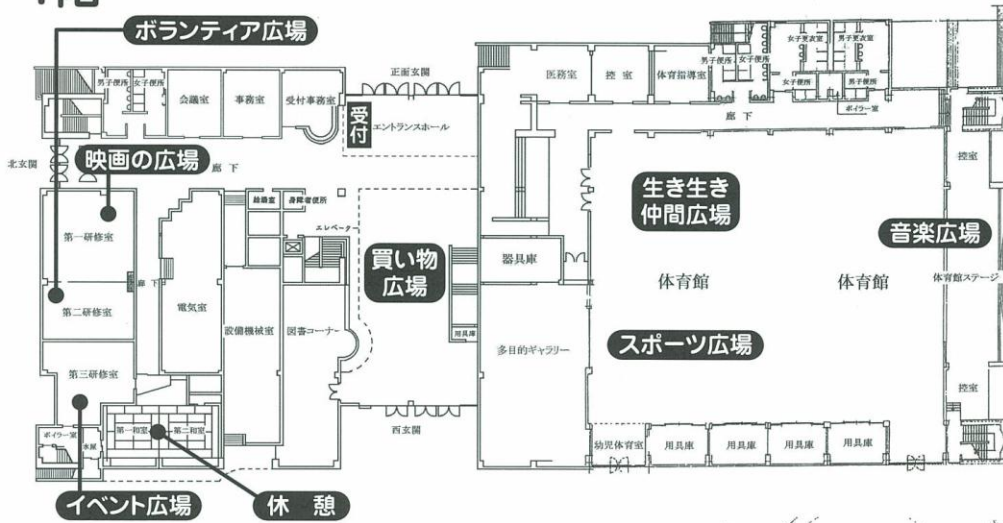 1階
ボランティア広場
正面玄関
男子便所
女子便所
会議室
事務室
受付事務室
受付
エントランスホール
医務室
控室
体育指導室
男子便所
女子便所
女子更衣室
男子更衣室
女子便所
男子便所
ボイラー室
廊下
北玄関
映画の広場
廊下
身障者便所
エレベーター
控室
第一研修室
生き生き
仲間広場
音楽広場
買い物
広場
器具庫
廊下
体育館
体育館
体育館ステージ
第二研修室
電気室
設備機械室
図書コーナー
用具庫
多目的ギャラリー
スポーツ広場
第三研修室
控室
第一和室
第二和室
ボイラー室
水屋
西玄関
幼児体育室
用具庫
用具庫
用具庫
用具庫
イベント広場
休憩